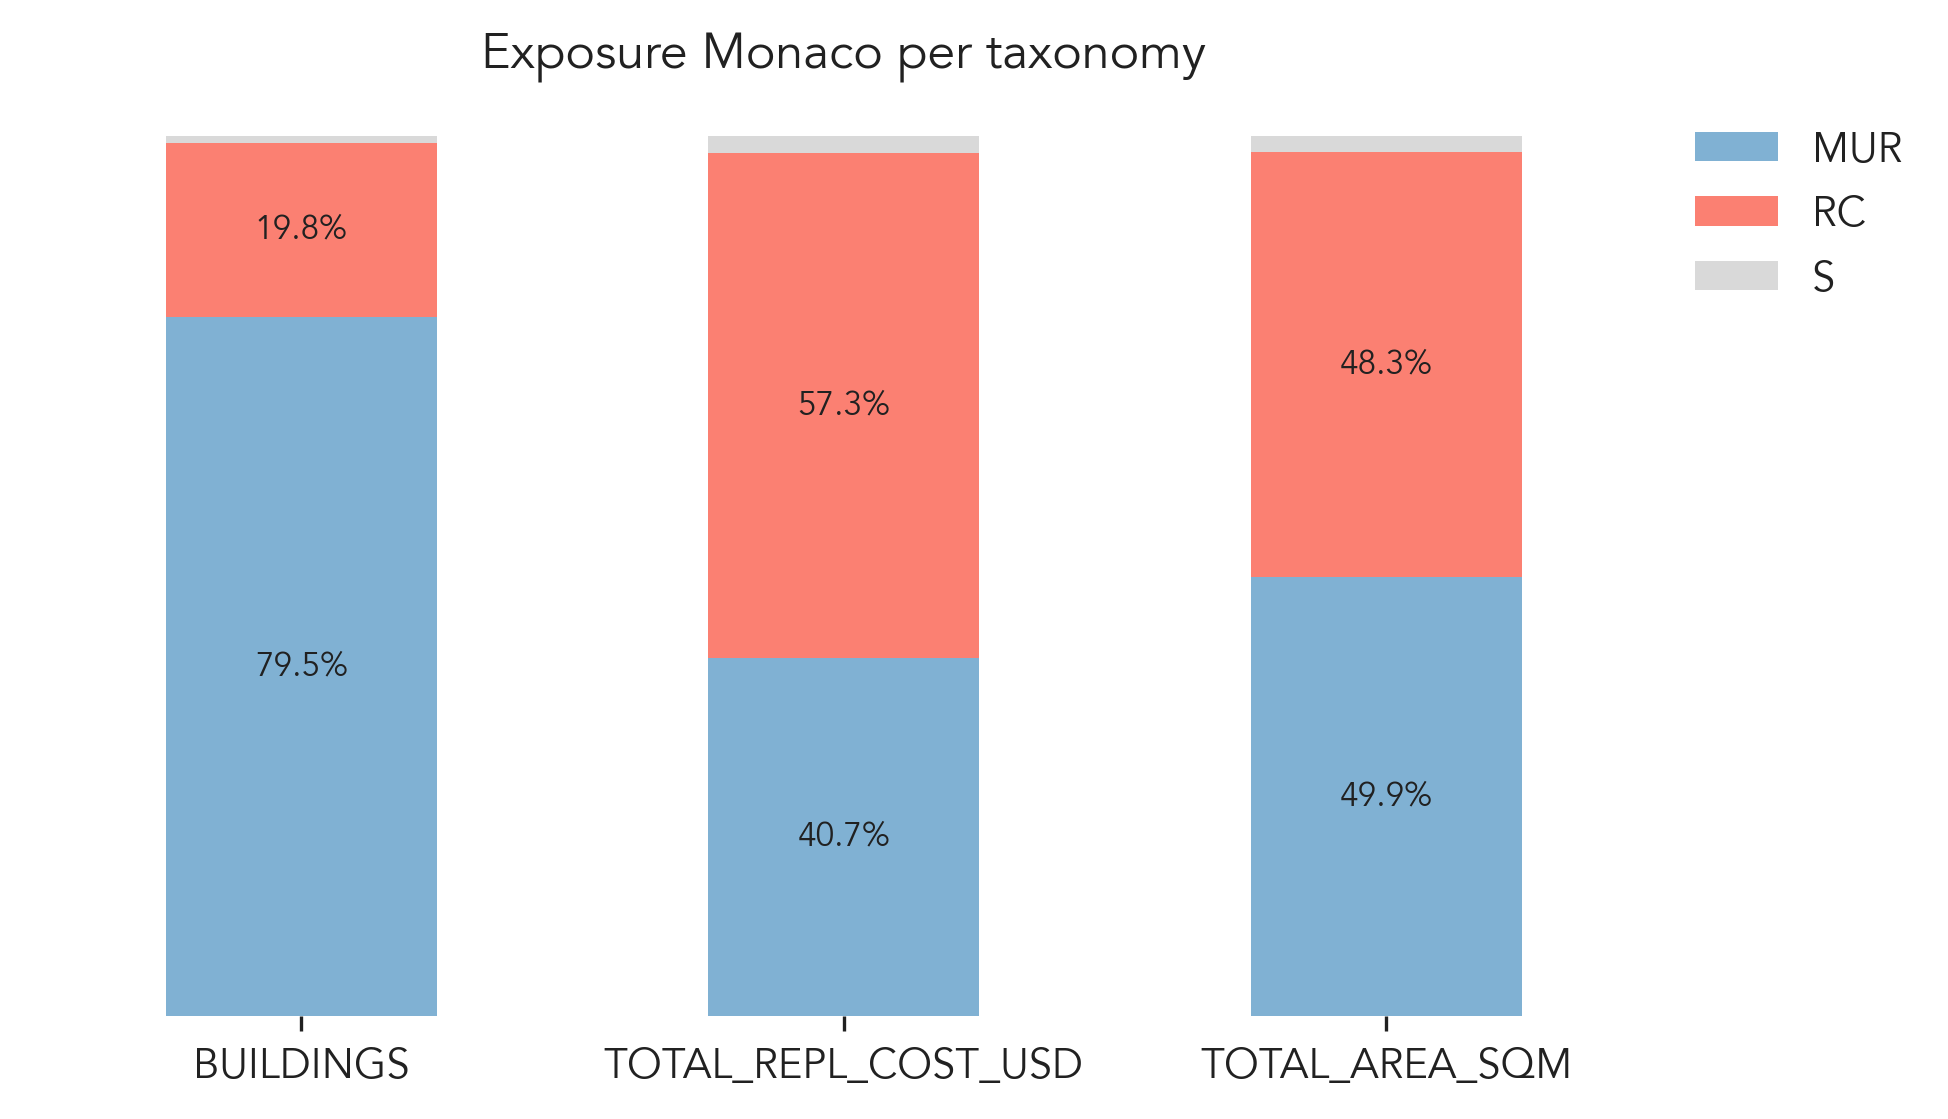 Exposure Monaco per taxonomy
MUR
RC
S
19.8%
79.5%
57.3%
40.7%
48.3%
49.9%
BUILDINGS
TOTAL_REPL_COST_USD
TOTAL_AREA_SQM